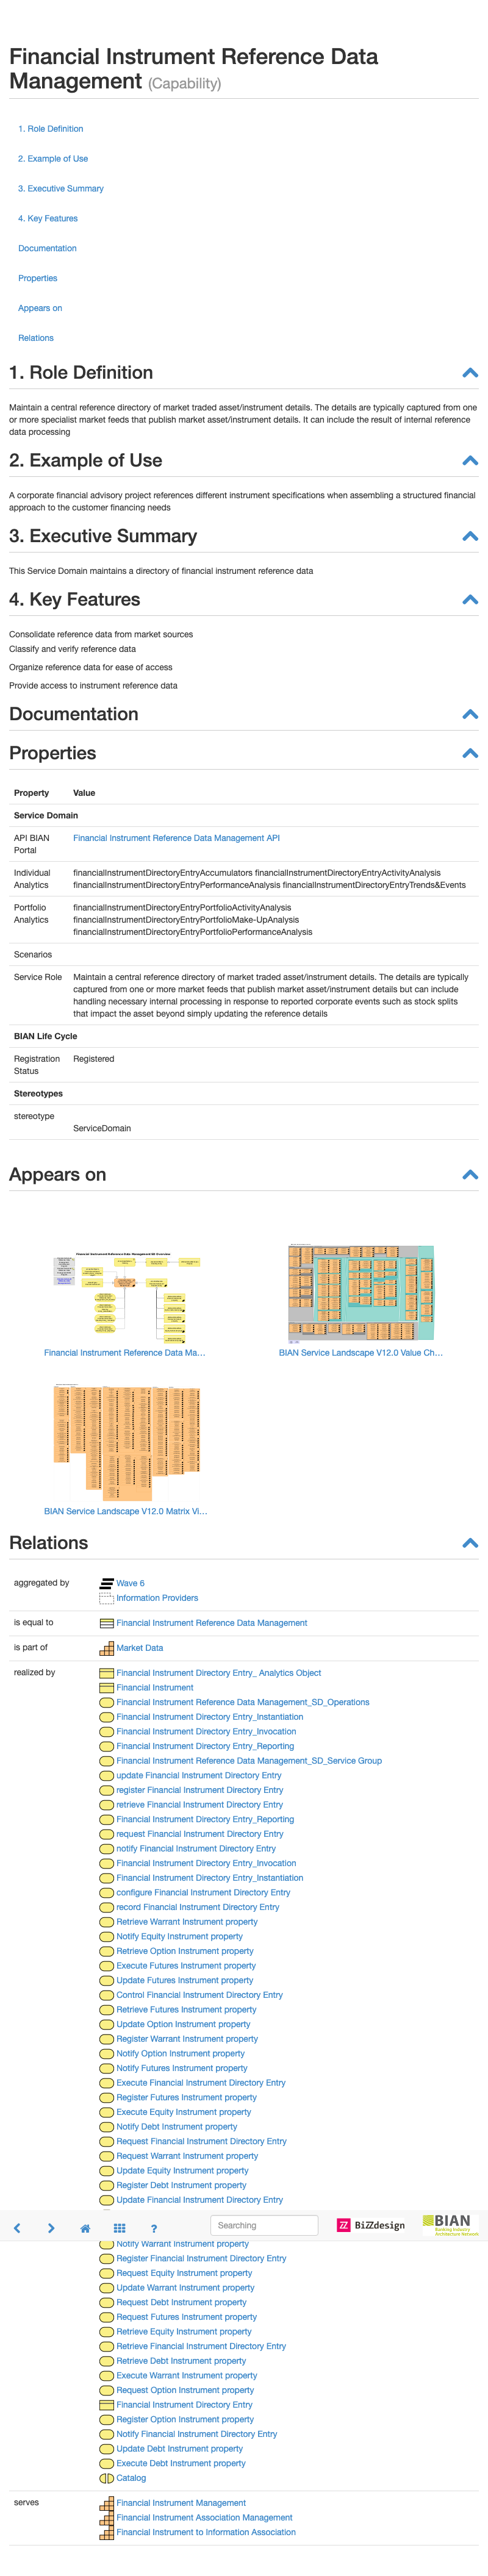 Financial Instrument Reference Data
Management (Capability)
1. Role Definition
2. Example of Use
3. Executive Summary
4. Key Features
Documentation
Properties
Appears on
Relations
1. Role Definition
Maintain a central reference directory of market traded asset/instrument details. The details are typically captured from one
or more specialist market feeds that publish market asset/instrument details. It can include the result of internal reference
data processing
2. Example of Use
A corporate financial advisory project references different instrument specifications when assembling a structured financial
approach to the customer financing needs
3. Executive Summary
This Service Domain maintains a directory of financial instrument reference data
4. Key Features
Consolidate reference data from market sources
Classify and verify reference data
Organize reference data for ease of access
Provide access to instrument reference data
Documentation
Properties
Property Value
Service Domain
API BIAN Portal Financial Instrument Reference Data Management API
Individual Analytics financialInstrumentDirectoryEntryAccumulators financialInstrumentDirectoryEntryActivityAnalysis
financialInstrumentDirectoryEntryPerformanceAnalysis financialInstrumentDirectoryEntryTrends&Events
Portfolio Analytics financialInstrumentDirectoryEntryPortfolioActivityAnalysis
financialInstrumentDirectoryEntryPortfolioMake-UpAnalysis
financialInstrumentDirectoryEntryPortfolioPerformanceAnalysis
Scenarios
Service Role Maintain a central reference directory of market traded asset/instrument details. The details are typically
captured from one or more market feeds that publish market asset/instrument details but can include
handling necessary internal processing in response to reported corporate events such as stock splits
that impact the asset beyond simply updating the reference details
BIAN Life Cycle
Registration Status Registered
Stereotypes
stereotype
ServiceDomain
Appears on
Financial Instrument Reference Data Management SD Overview
Financial Instrument Reference Data Ma...
BIAN Service Landscape V12.0 Value Ch...
BIAN Service Landscape V12.0 Matrix Vi...
Relations
aggregated by Wave 6
Information Providers
is equal to Financial Instrument Reference Data Management
is part of Market Data
realized by Financial Instrument Directory Entry_ Analytics Object
Financial Instrument
Financial Instrument Reference Data Management_SD_Operations
Financial Instrument Directory Entry_Instantiation
Financial Instrument Directory Entry_Invocation
Financial Instrument Directory Entry_Reporting
Financial Instrument Reference Data Management_SD_Service Group
update Financial Instrument Directory Entry
register Financial Instrument Directory Entry
retrieve Financial Instrument Directory Entry
Financial Instrument Directory Entry_Reporting
request Financial Instrument Directory Entry
notify Financial Instrument Directory Entry
Financial Instrument Directory Entry_Invocation
Financial Instrument Directory Entry_Instantiation
configure Financial Instrument Directory Entry
record Financial Instrument Directory Entry
Retrieve Warrant Instrument property
Notify Equity Instrument property
Retrieve Option Instrument property
Execute Futures Instrument property
Update Futures Instrument property
Control Financial Instrument Directory Entry
Retrieve Futures Instrument property
Update Option Instrument property
Register Warrant Instrument property
Notify Option Instrument property
Notify Futures Instrument property
Execute Financial Instrument Directory Entry
Register Futures Instrument property
Execute Equity Instrument property
Notify Debt Instrument property
Request Financial Instrument Directory Entry
Request Warrant Instrument property
Update Equity Instrument property
Register Debt Instrument property
Update Financial Instrument Directory Entry
? Searching BiZZdesign BIAN
Banking Industry
Architecture Network
Notify Warrant Instrument property
Register Financial Instrument Directory Entry
Request Equity Instrument property
Update Warrant Instrument property
Request Debt Instrument property
Request Futures Instrument property
Retrieve Equity Instrument property
Retrieve Financial Instrument Directory Entry
Retrieve Debt Instrument property
Execute Warrant Instrument property
Request Option Instrument property
Financial Instrument Directory Entry
Register Option Instrument property
Notify Financial Instrument Directory Entry
Update Debt Instrument property
Execute Debt Instrument property
Catalog
serves Financial Instrument Management
Financial Instrument Association Management
Financial Instrument to Information Association